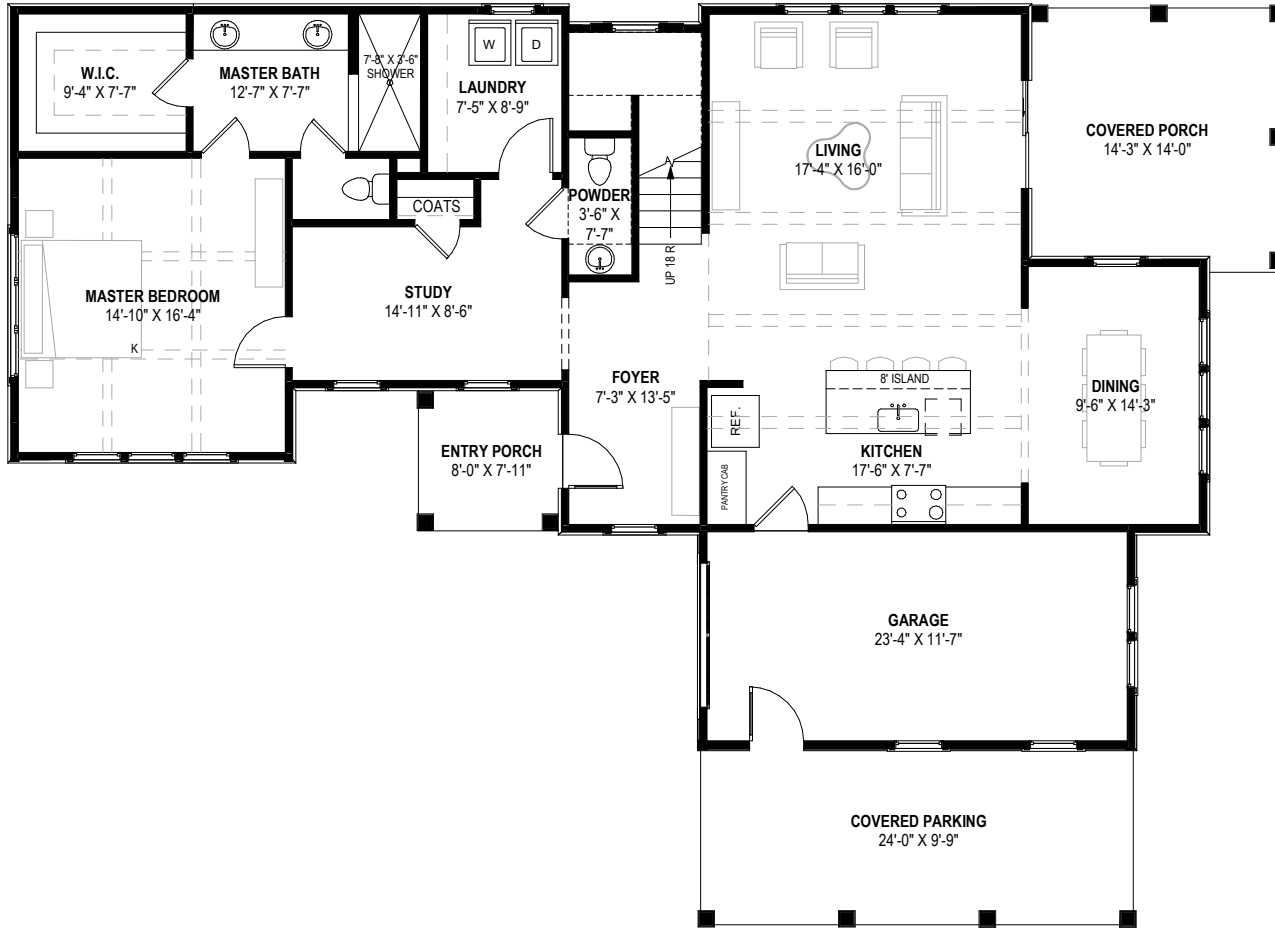 W.I.C.
9'-4" X 7'-7"
MASTER BATH
12'-7" X 7'-7"
7'-8" X 3'-6"
SHOWER
W
D
LAUNDRY
7'-5" X 8'-9"
LIVING
17'-4" X 16'-0"
COVERED PORCH
14'-3" X 14'-0"
COATS
POWDER
3'-6" X
7'-7"
UP 18 R
MASTER BEDROOM
14'-10" X 16'-4"
K
STUDY
14'-11" X 8'-6"
FOYER
7'-3" X 13'-5"
8' ISLAND
REF.
DINING
9'-6" X 14'-3"
ENTRY PORCH
8'-0" X 7'-11"
KITCHEN
17'-6" X 7'-7"
PANTRY CAB
GARAGE
23'-4" X 11'-7"
COVERED PARKING
24'-0" X 9'-9"